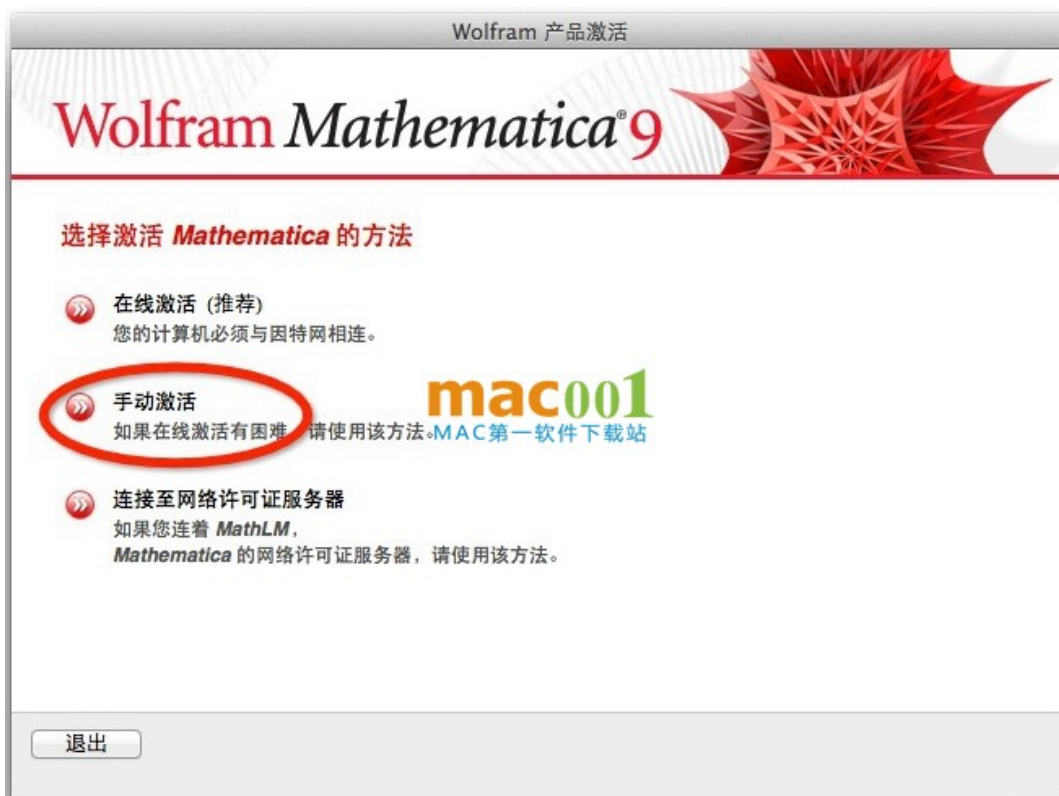 Wolfram 产品激活
Wolfram Mathematica®9
选择激活 Mathematica 的方法
在线激活 (推荐)
您的计算机必须与因特网相连。
手动激活
如果在线激活有困难，请使用该方法。
mac001
MAC第一软件下载站
连接至网络许可证服务器
如果您连着 MathLM，
Mathematica 的网络许可证服务器，请使用该方法。
退出